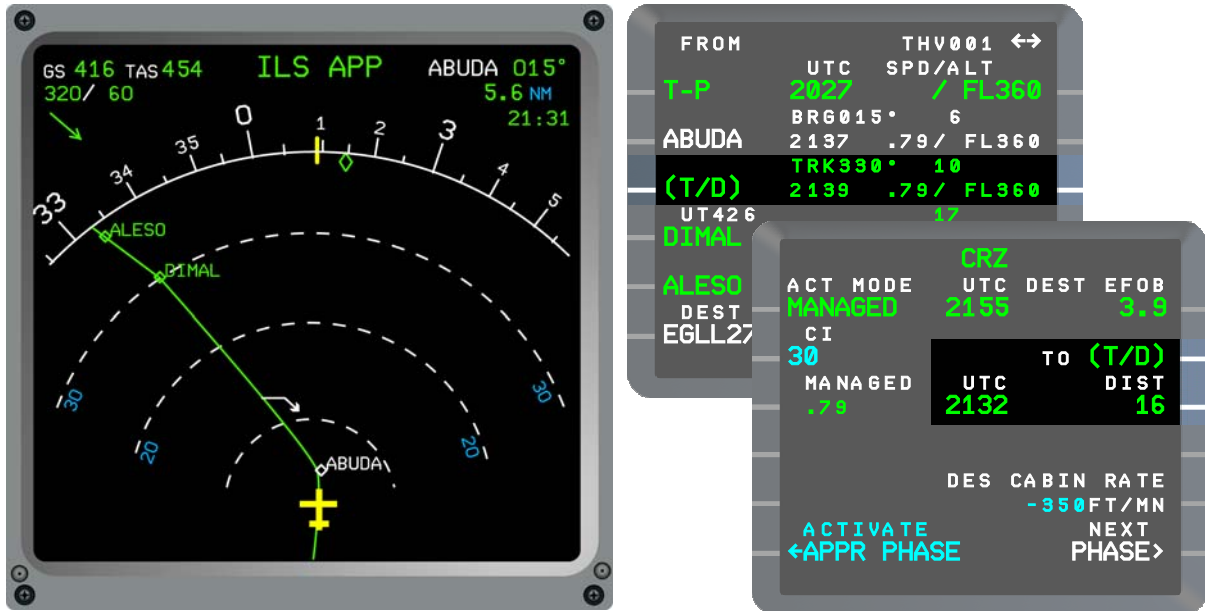 GS 416 TAS 454 ILS APP ABUDA 015°
320/ 60 5.6 NM
21:31
33 34 35 0 1 2 3 4 5
ALESO
DIMAL
30 30
20 20
ABUDA
FROM THV001 ←→
UTC SPD/ALT
T-P 2027 / FL360
BRG015° 6
ABUDA 2137 .79/ FL360
TRK330° 10
(T/D) 2139 .79/ FL360
UT426 17
DIMAL
ALESO
DEST
EGLL27
CRZ
ACT MODE UTC DEST EFOB
MANAGED 2155 3.9
CI
30 TO (T/D)
MANAGED UTC DIST
.79 2132 16
DES CABIN RATE
-350FT/MN
ACTIVATE NEXT
←APPR PHASE PHASE>